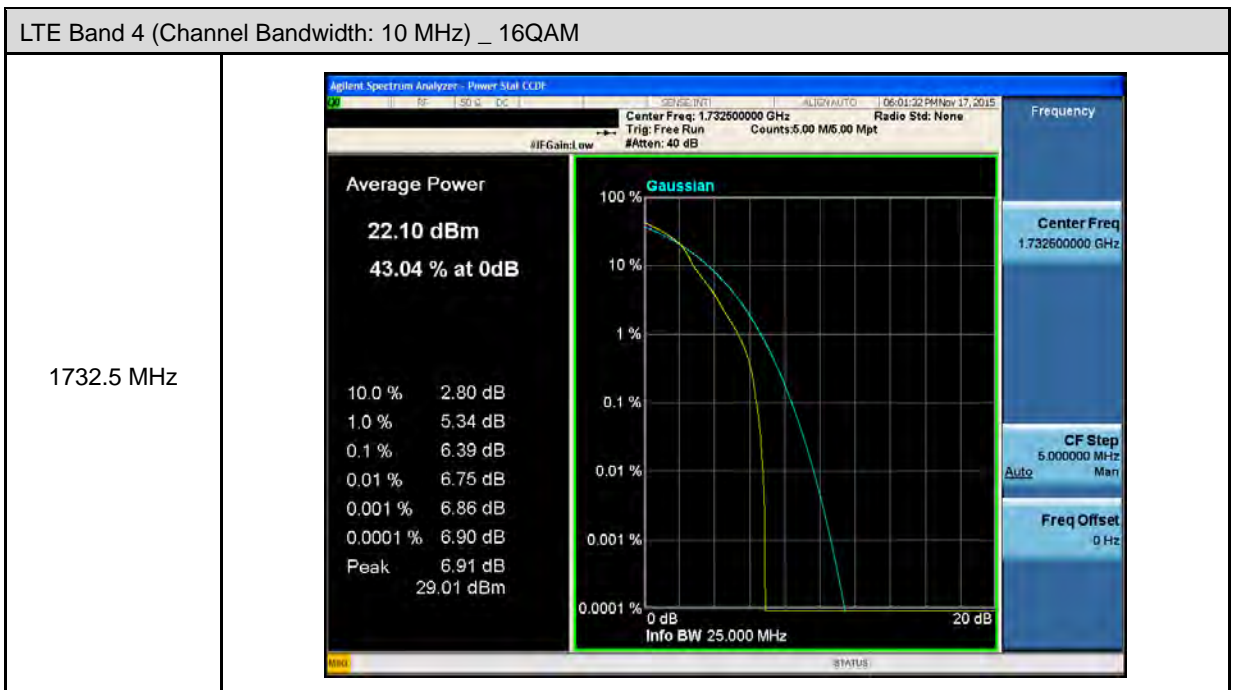 LTE Band 4 (Channel Bandwidth: 10 MHz) _ 16QAM
1732.5 MHz
Agilent Spectrum Analyzer - Power Stat CCDF
RF 50 Ω DC SENSE:INT ALIGN AUTO 06:01:32 PM Nov 17, 2015
Center Freq: 1.732500000 GHz Radio Std: None
Trig: Free Run Counts:5.00 M/5.00 Mpt
#IFGain:Low #Atten: 40 dB
Average Power
22.10 dBm
43.04 % at 0dB
10.0 % 2.80 dB
1.0 % 5.34 dB
0.1 % 6.39 dB
0.01 % 6.75 dB
0.001 % 6.86 dB
0.0001 % 6.90 dB
Peak 6.91 dB
29.01 dBm
Gaussian
100 %
10 %
1 %
0.1 %
0.01 %
0.001 %
0.0001 %
0 dB 20 dB
Info BW 25.000 MHz
Frequency
Center Freq
1.732500000 GHz
CF Step
5.000000 MHz
Auto Man
Freq Offset
0 Hz
MSG STATUS